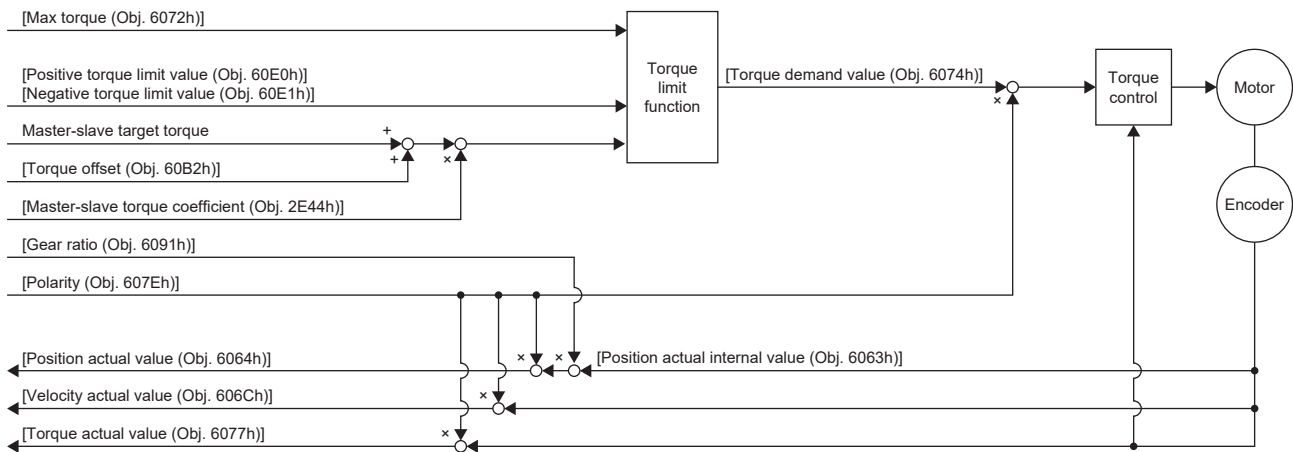 [Max torque (Obj. 6072h)]
[Positive torque limit value (Obj. 60E0h)]
[Negative torque limit value (Obj. 60E1h)]
Torque
limit
function
[Torque demand value (Obj. 6074h)]
×
Torque
control
Motor
Master-slave target torque
+
+
×
[Torque offset (Obj. 60B2h)]
[Master-slave torque coefficient (Obj. 2E44h)]
Encoder
[Gear ratio (Obj. 6091h)]
[Polarity (Obj. 607Eh)]
[Position actual value (Obj. 6064h)]
×
×
[Position actual internal value (Obj. 6063h)]
[Velocity actual value (Obj. 606Ch)]
×
[Torque actual value (Obj. 6077h)]
×